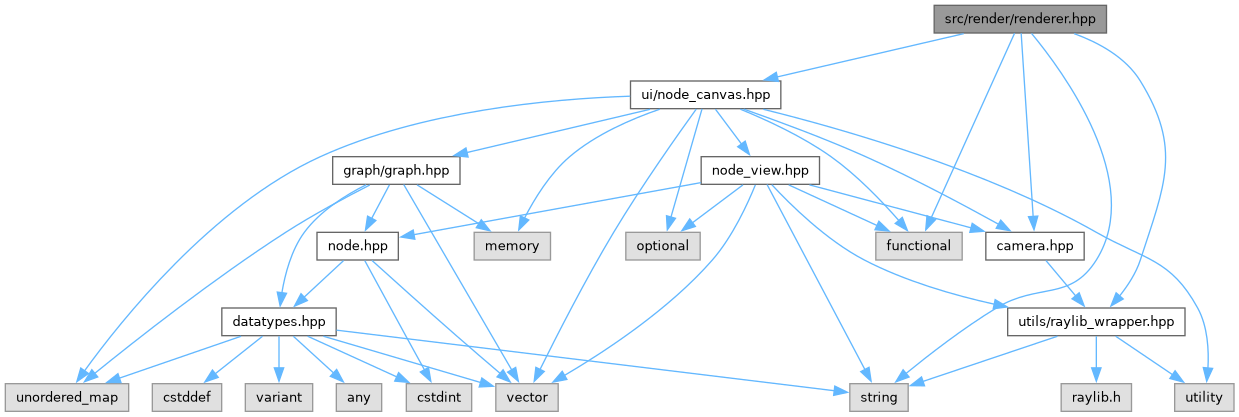 src/render/renderer.hpp
ui/node_canvas.hpp
graph/graph.hpp
node_view.hpp
node.hpp
memory
optional
functional
camera.hpp
datatypes.hpp
utils/raylib_wrapper.hpp
unordered_map
cstddef
variant
any
cstdint
vector
string
raylib.h
utility